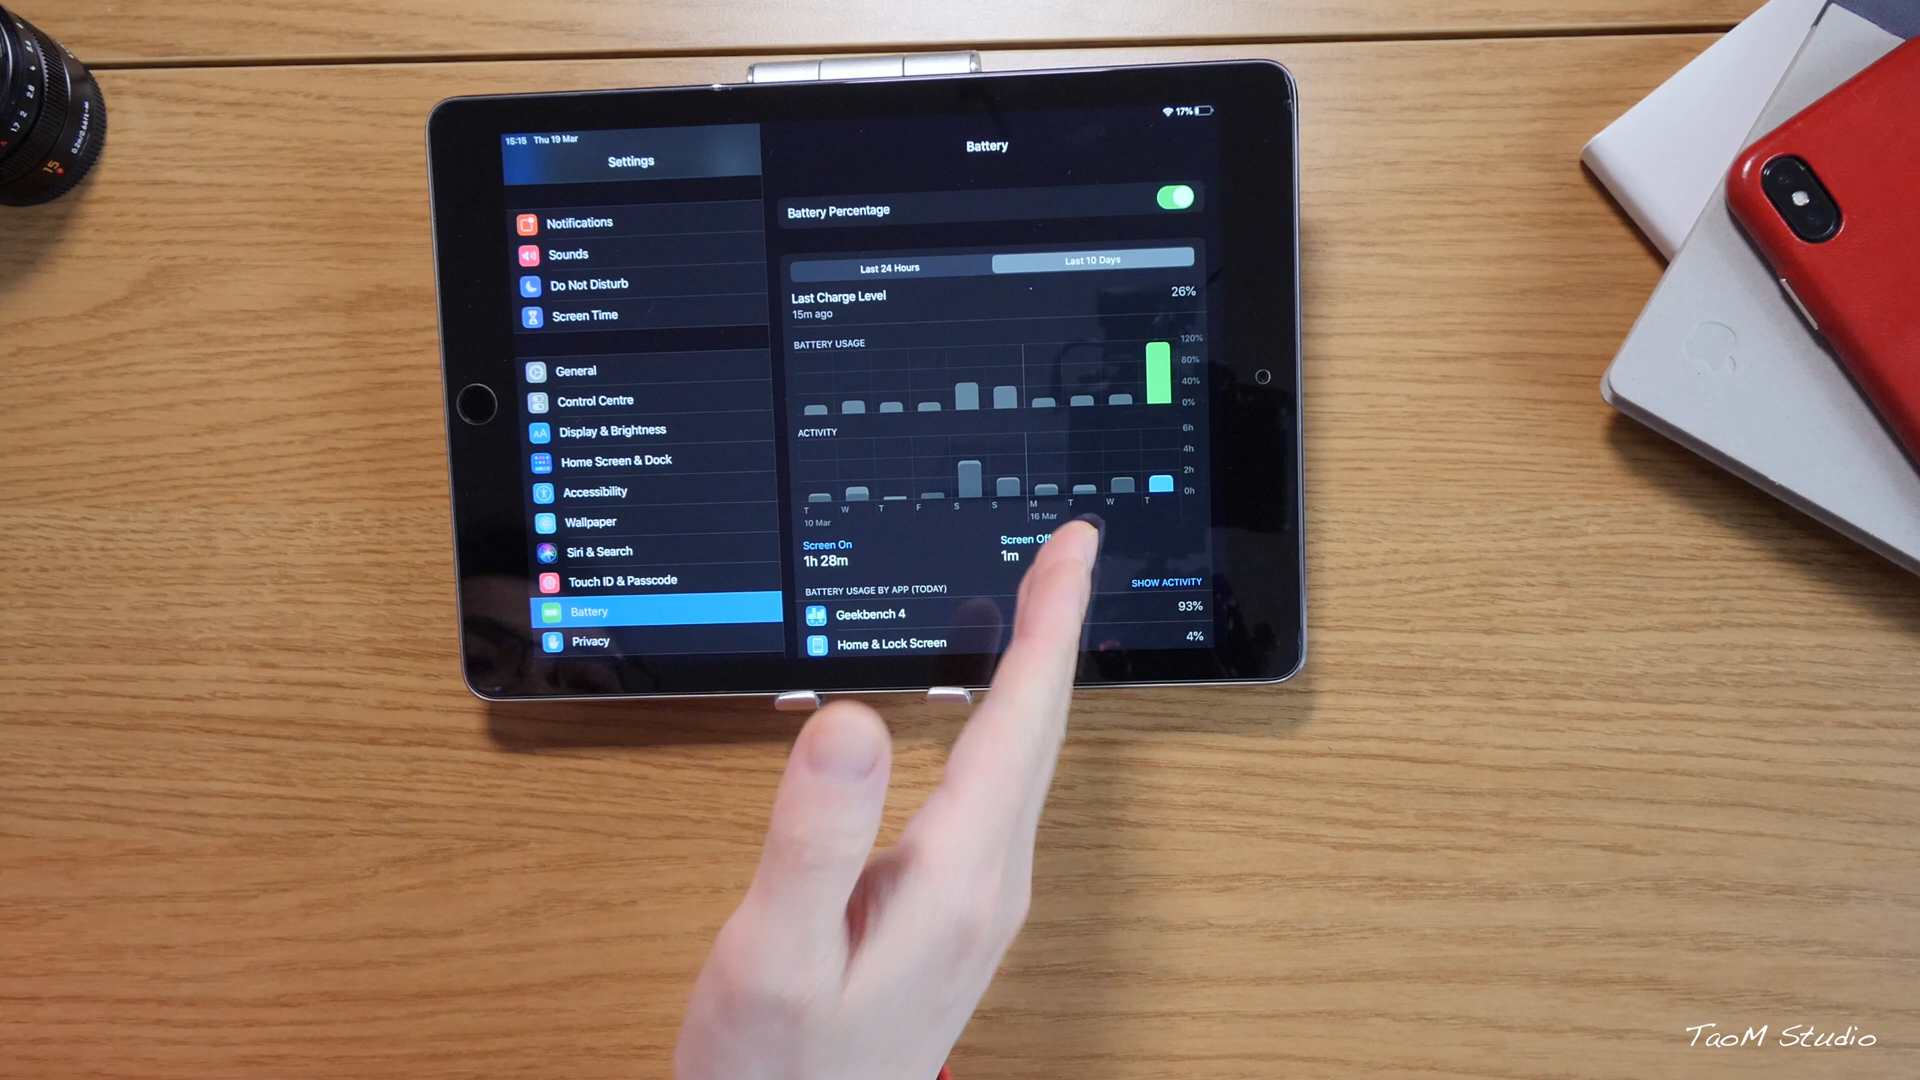 15:15 Thu 19 Mar
17%
Settings
Battery
Notifications
Sounds
Do Not Disturb
Screen Time
General
Control Centre
Display & Brightness
Home Screen & Dock
Accessibility
Wallpaper
Siri & Search
Touch ID & Passcode
Battery
Privacy
Battery Percentage
Last 24 Hours
Last 10 Days
Last Charge Level
26%
15m ago
BATTERY USAGE
120%
80%
40%
0%
ACTIVITY
6h
4h
2h
0h
T W T F S S M T W T
10 Mar
16 Mar
Screen On
Screen Off
1h 28m
1m
BATTERY USAGE BY APP (TODAY)
SHOW ACTIVITY
Geekbench 4
93%
Home & Lock Screen
4%
TaoM Studio